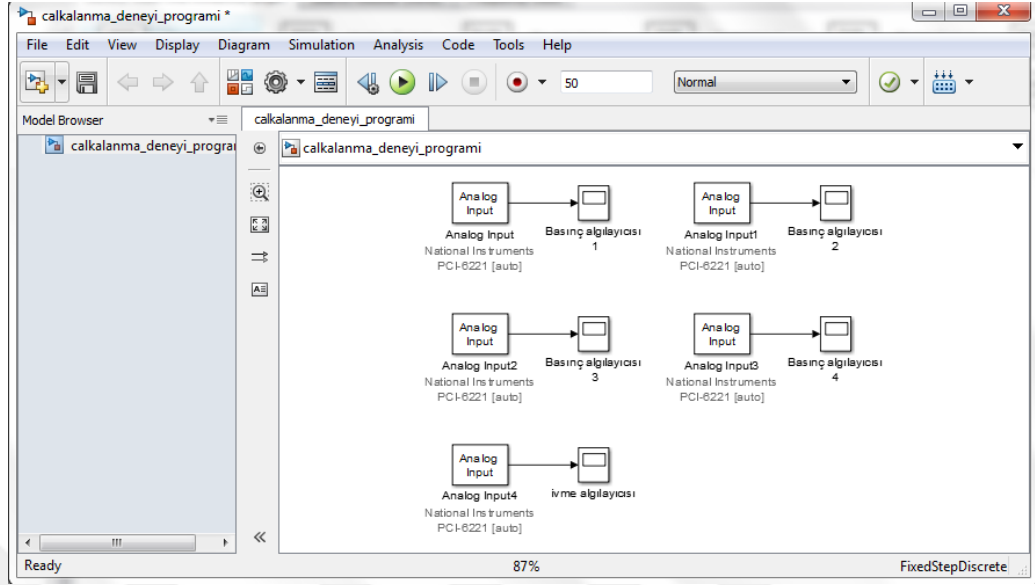 calkalanma_deneyi_programi *
File Edit View Display Diagram Simulation Analysis Code Tools Help
50
Normal
Model Browser
calkalanma_deneyi_programi
calkalanma_deneyi_prograı
calkalanma_deneyi_programi
Analog
Input
Analog Input
National Instruments
PCI-6221 [auto]
Basınç algılayıcısı
1
Analog
Input
Analog Input1
National Instruments
PCI-6221 [auto]
Basınç algılayıcısı
2
Analog
Input
Analog Input2
National Instruments
PCI-6221 [auto]
Basınç algılayıcısı
3
Analog
Input
Analog Input3
National Instruments
PCI-6221 [auto]
Basınç algılayıcısı
4
Analog
Input
Analog Input4
National Instruments
PCI-6221 [auto]
ivme algılayıcısı
Ready
87%
FixedStepDiscrete